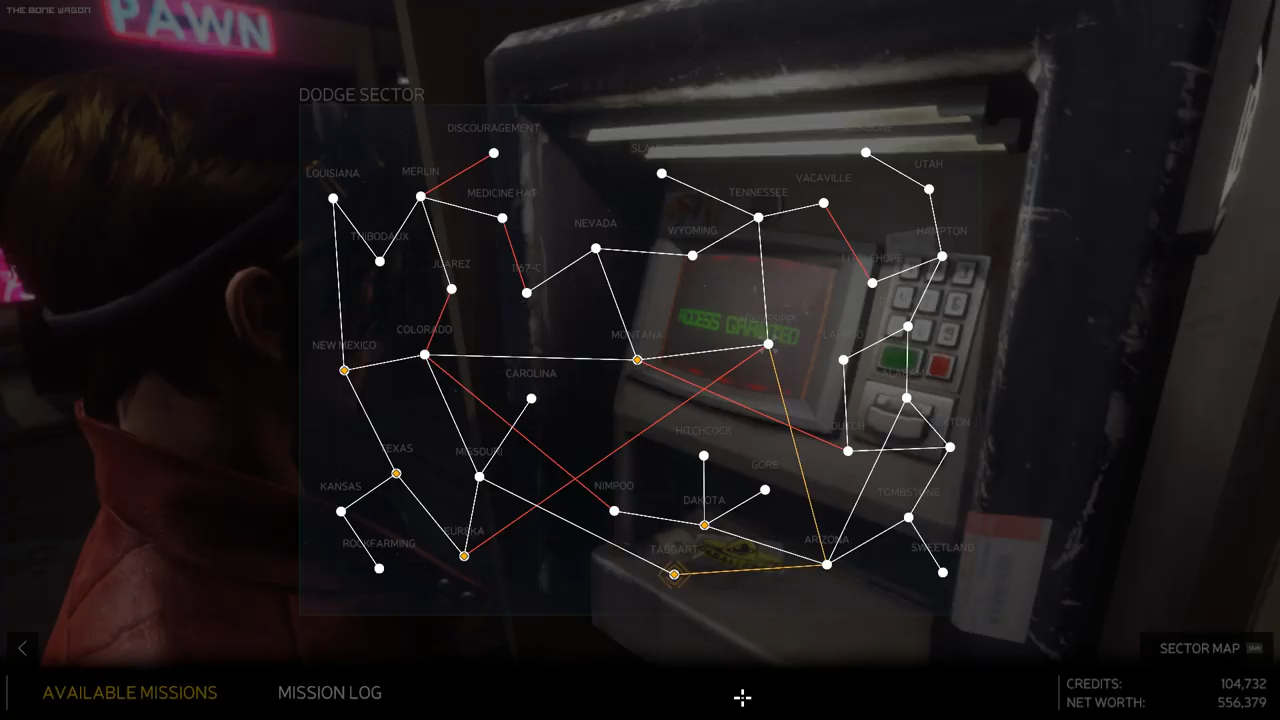 THE BONE WAGON
PAWN
DODGE SECTOR
DISCOURAGEMENT
LOUISIANA
MERLIN
UTAH
VACAVILLE
MEDICINE HAT
TENNESSEE
NEVADA
WYOMING
HAMPTON
THIBODAUX
JUAREZ
1167-C
COLORADO
MONTANA
NEW MEXICO
ACCESS GRANTED
CAROLINA
DUTCH
HITCHCOCK
TEXAS
MISSOURI
GORE
KANSAS
NIMPOO
DAKOTA
TOMBSTONE
EUREKA
ROCKFARMING
TAGGART
ARIZONA
SWEETLAND
SECTOR MAP
AVAILABLE MISSIONS
MISSION LOG
CREDITS: 104,732
NET WORTH: 556,379